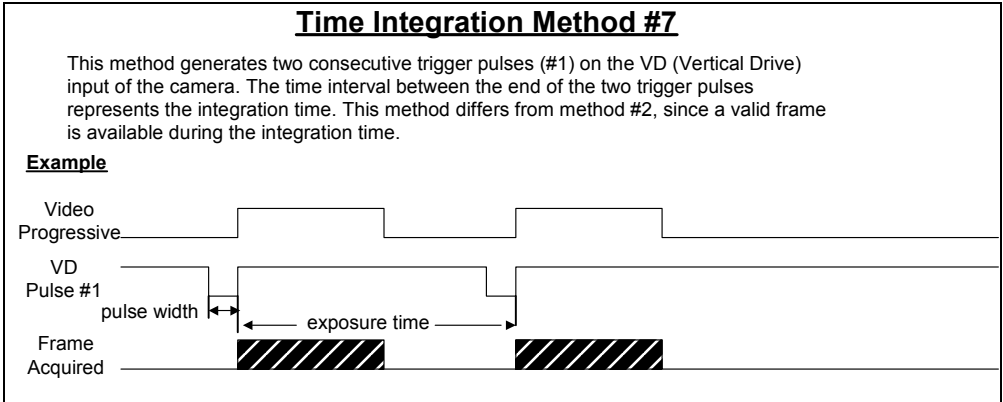 Time Integration Method #7
This method generates two consecutive trigger pulses (#1) on the VD (Vertical Drive)
input of the camera. The time interval between the end of the two trigger pulses
represents the integration time. This method differs from method #2, since a valid frame
is available during the integration time.
Example
Video
Progressive
VD
Pulse #1
pulse width
exposure time
Frame
Acquired